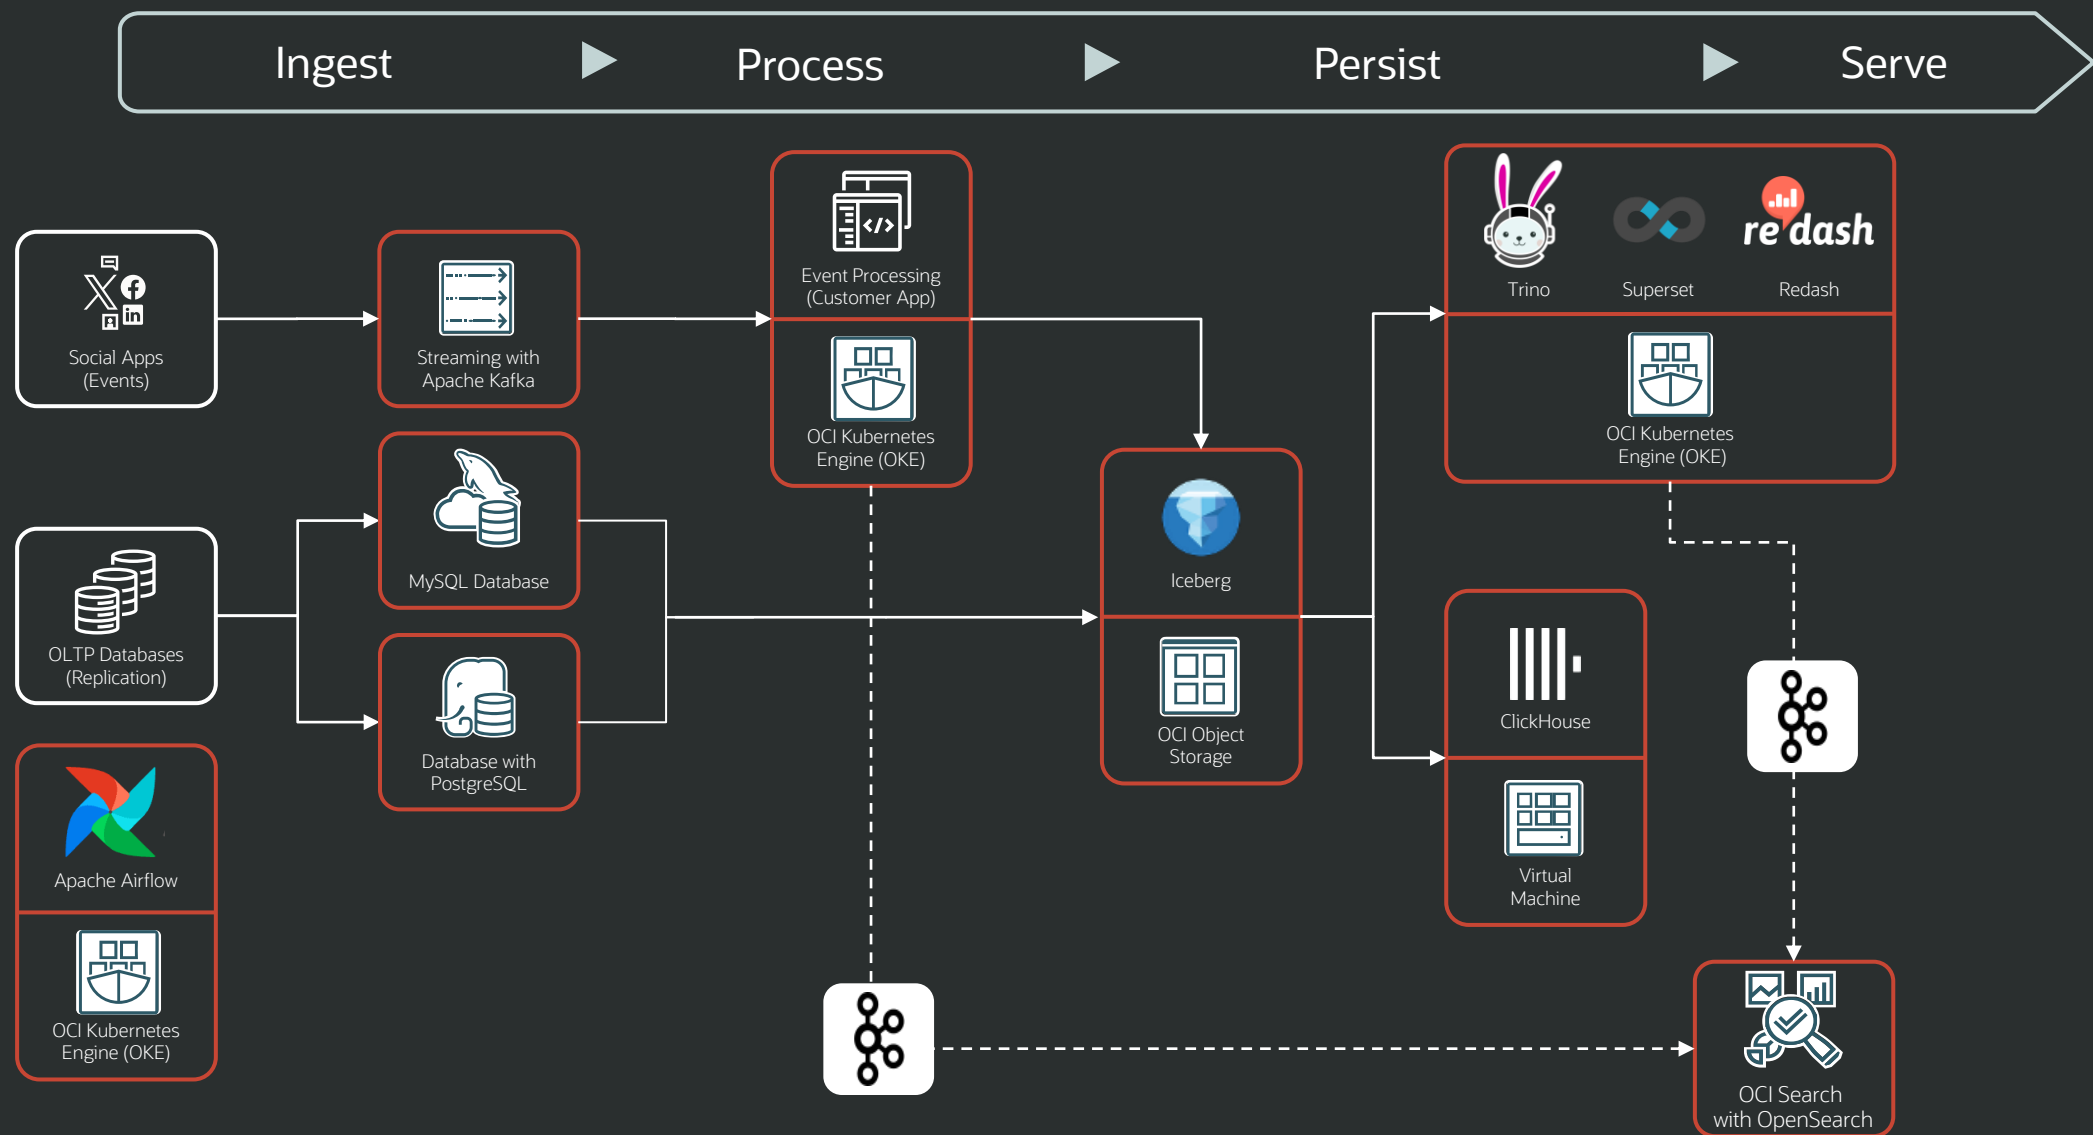 Ingest
Process
Persist
Serve
Social Apps
(Events)
Streaming with
Apache Kafka
Event Processing
(Customer App)
OCI Kubernetes
Engine (OKE)
Trino
Superset
re dash
Redash
OCI Kubernetes
Engine (OKE)
OLTP Databases
(Replication)
MySQL Database
Database with
PostgreSQL
Iceberg
OCI Object
Storage
ClickHouse
Virtual
Machine
Apache Airflow
OCI Kubernetes
Engine (OKE)
OCI Search
with OpenSearch